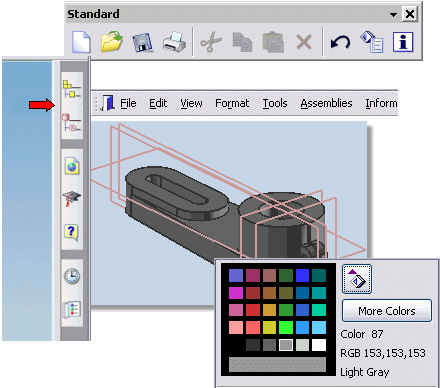 Standard
File Edit View Format Tools Assemblies Inform
More Colors
Color 87
RGB 153,153,153
Light Gray